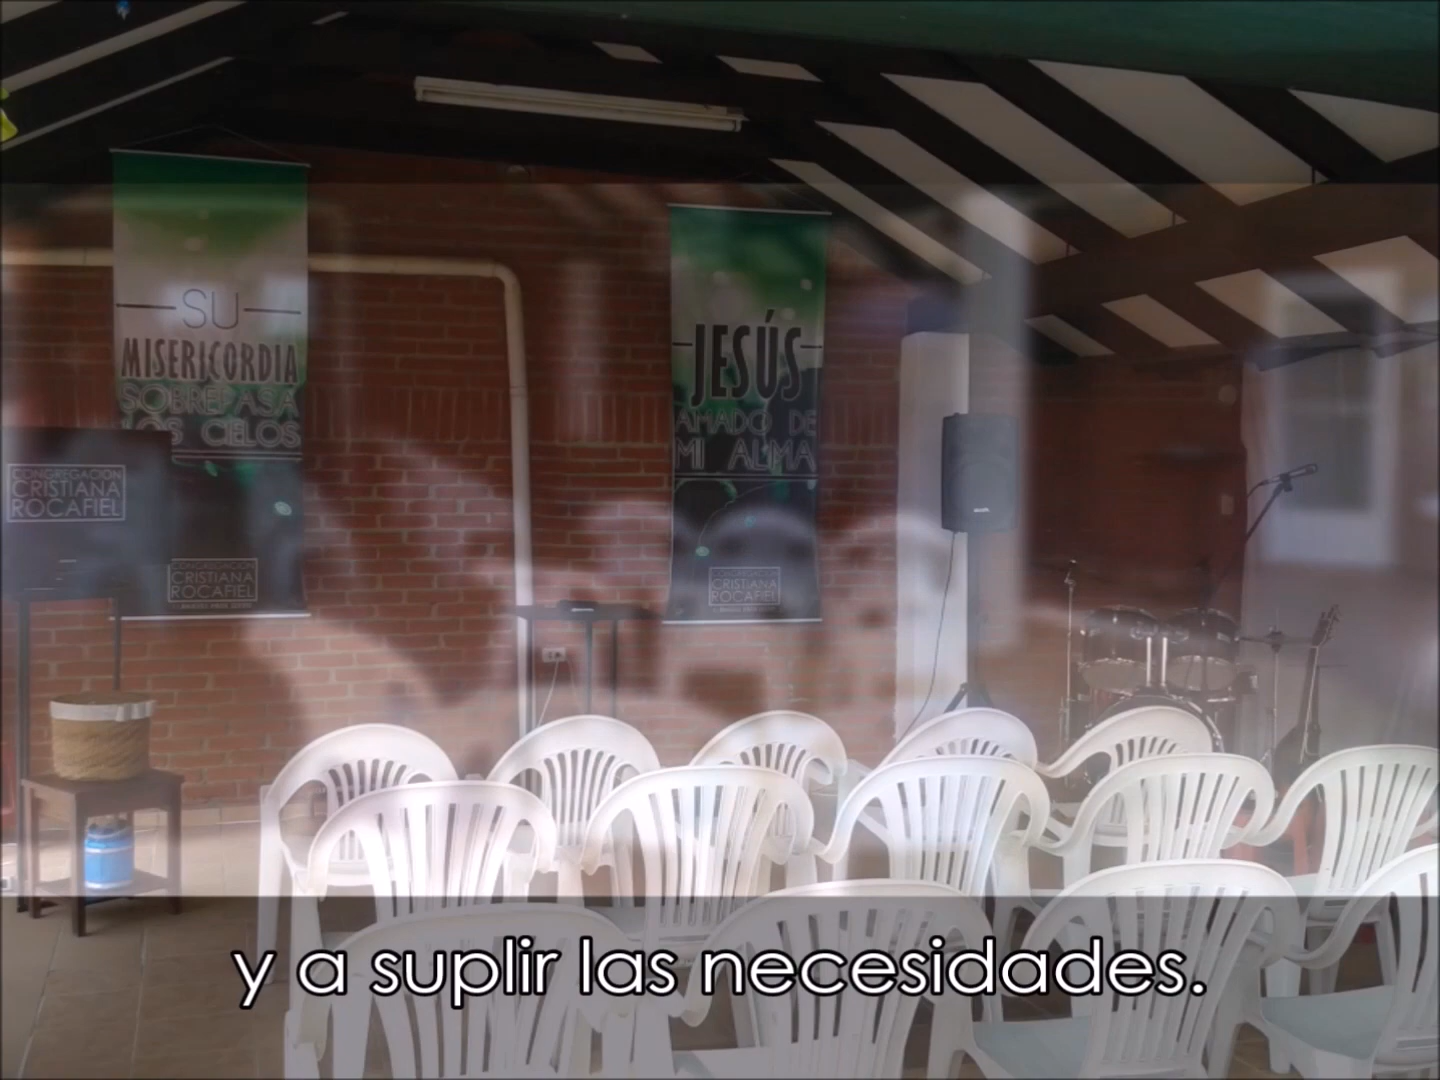 SU
MISERICORDIA
SOBREPASA
LOS CIELOS
CONGREGACIÓN
CRISTIANA
ROCAFIEL
JESÚS
AMADO DE
MI ALMA
CONGREGACIÓN
CRISTIANA
ROCAFIEL
CONGREGACIÓN
CRISTIANA
ROCAFIEL
y a suplir las necesidades.